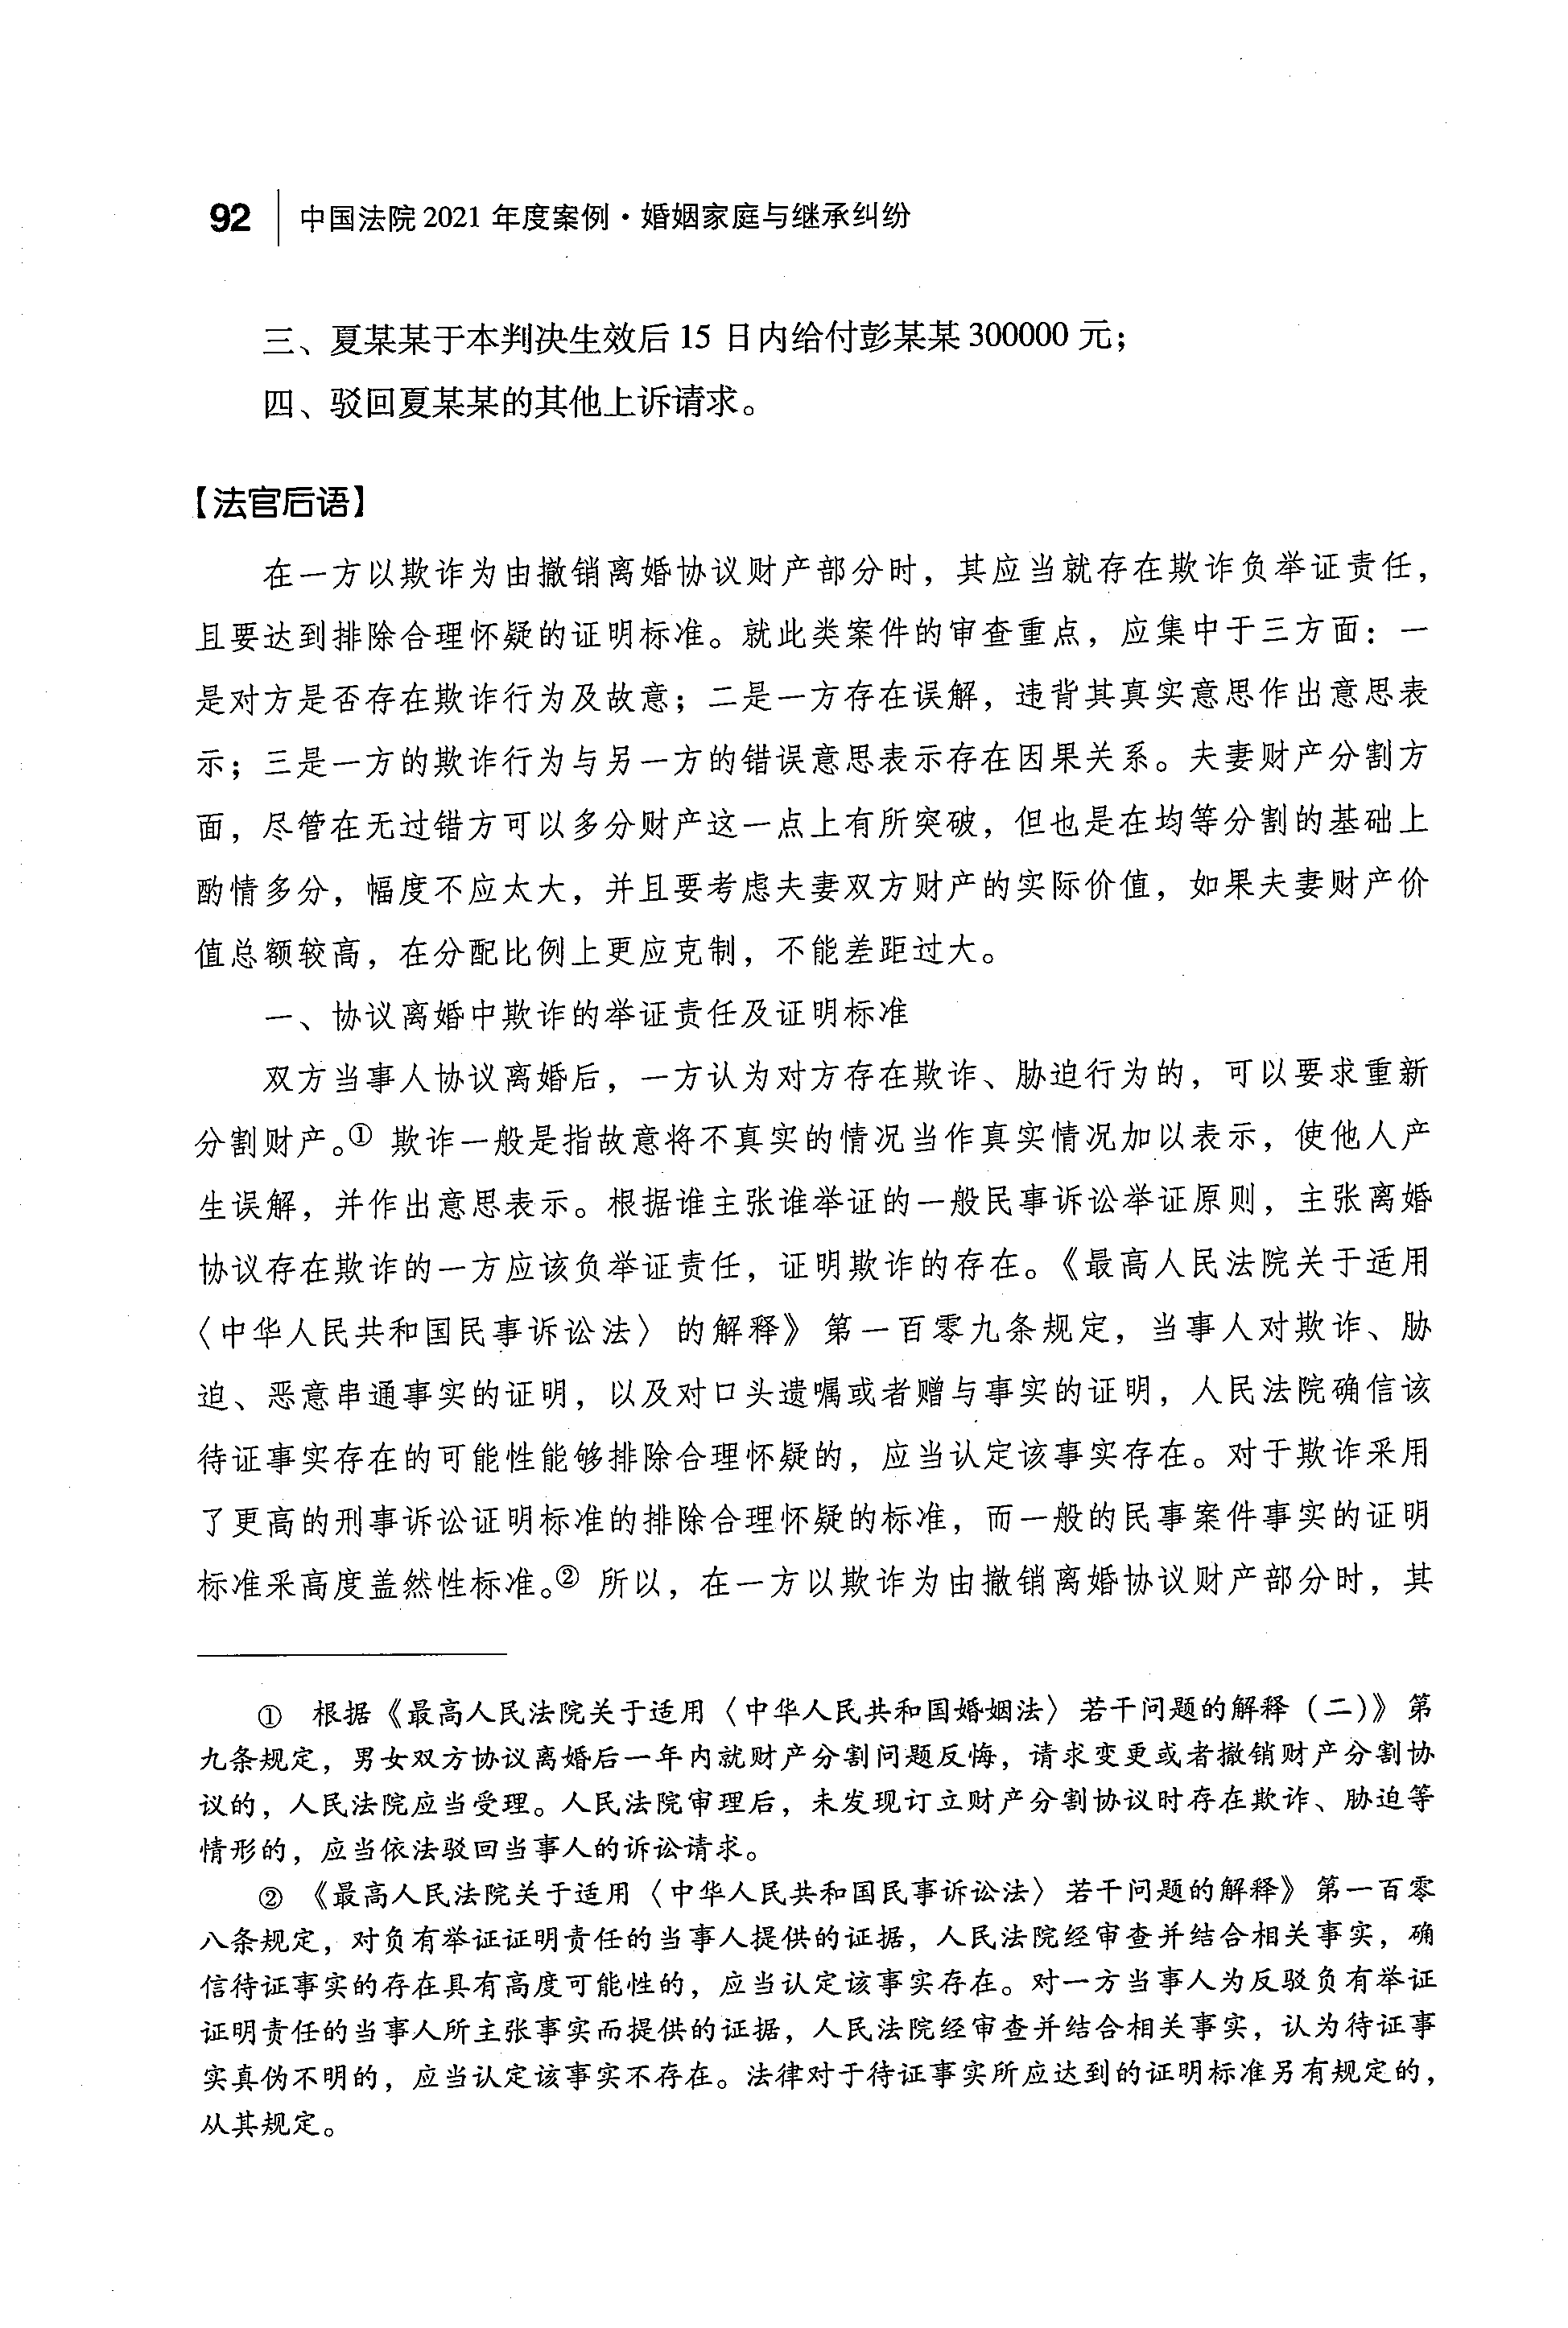 92 中国法院 2021 年度案例·婚姻家庭与继承纠纷
三、夏某某于本判决生效后 15 日内给付彭某某 300000 元；
四、驳回夏某某的其他上诉请求。
【法官后语】
在一方以欺诈为由撤销离婚协议财产部分时，其应当就存在欺诈负举证责任，
且要达到排除合理怀疑的证明标准。就此类案件的审查重点，应集中于三方面：一
是对方是否存在欺诈行为及故意；二是一方存在误解，违背其真实意思作出意思表
示；三是一方的欺诈行为与另一方的错误意思表示存在因果关系。夫妻财产分割方
面，尽管在无过错方可以多分财产这一点上有所突破，但也是在均等分割的基础上
酌情多分，幅度不应太大，并且要考虑夫妻双方财产的实际价值，如果夫妻财产价
值总额较高，在分配比例上更应克制，不能差距过大。
一、协议离婚中欺诈的举证责任及证明标准
双方当事人协议离婚后，一方认为对方存在欺诈、胁迫行为的，可以要求重新
分割财产。① 欺诈一般是指故意将不真实的情况当作真实情况加以表示，使他人产
生误解，并作出意思表示。根据谁主张谁举证的一般民事诉讼举证原则，主张离婚
协议存在欺诈的一方应该负举证责任，证明欺诈的存在。《最高人民法院关于适用
〈中华人民共和国民事诉讼法〉的解释》第一百零九条规定，当事人对欺诈、胁
迫、恶意串通事实的证明，以及对口头遗嘱或者赠与事实的证明，人民法院确信该
待证事实存在的可能性能够排除合理怀疑的，应当认定该事实存在。对于欺诈采用
了更高的刑事诉讼证明标准的排除合理怀疑的标准，而一般的民事案件事实的证明
标准采高度盖然性标准。② 所以，在一方以欺诈为由撤销离婚协议财产部分时，其
① 根据《最高人民法院关于适用〈中华人民共和国婚姻法〉若干问题的解释（二）》第
九条规定，男女双方协议离婚后一年内就财产分割问题反悔，请求变更或者撤销财产分割协
议的，人民法院应当受理。人民法院审理后，未发现订立财产分割协议时存在欺诈、胁迫等
情形的，应当依法驳回当事人的诉讼请求。
② 《最高人民法院关于适用〈中华人民共和国民事诉讼法〉若干问题的解释》第一百零
八条规定，对负有举证证明责任的当事人提供的证据，人民法院经审查并结合相关事实，确
信待证事实的存在具有高度可能性的，应当认定该事实存在。对一方当事人为反驳负有举证
证明责任的当事人所主张事实而提供的证据，人民法院经审查并结合相关事实，认为待证事
实真伪不明的，应当认定该事实不存在。法律对于待证事实所应达到的证明标准另有规定的，
从其规定。